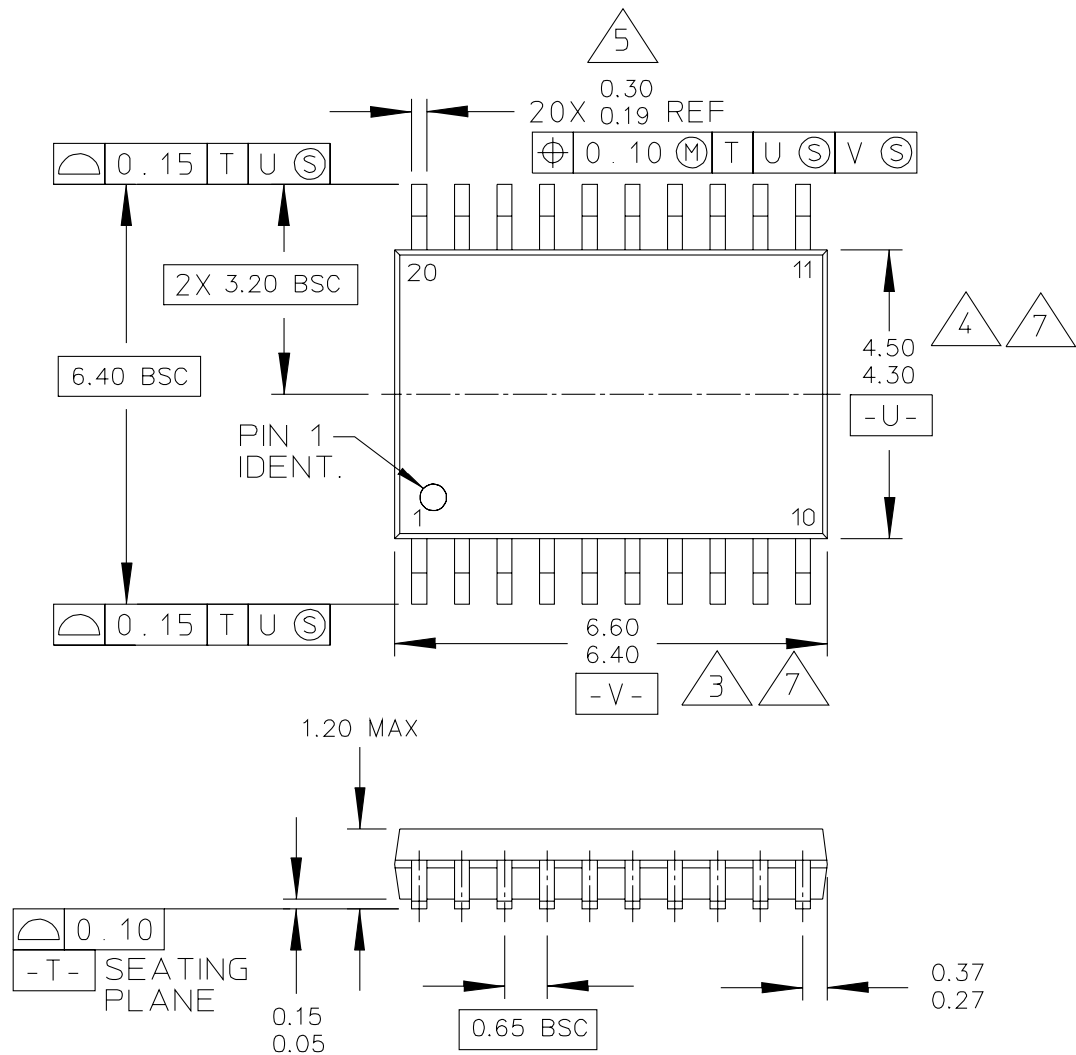 5
0.30
20X 0.19 REF
⌖ 0.10 Ⓜ T U Ⓢ V Ⓢ
⌓ 0.15 T U Ⓢ
20
11
2X 3.20 BSC
4 7
4.50
4.30
6.40 BSC
-U-
PIN 1
IDENT.
1
10
⌓ 0.15 T U Ⓢ
6.60
6.40
-V-
3 7
1.20 MAX
⌓ 0.10
-T- SEATING
PLANE
0.15
0.05
0.65 BSC
0.37
0.27